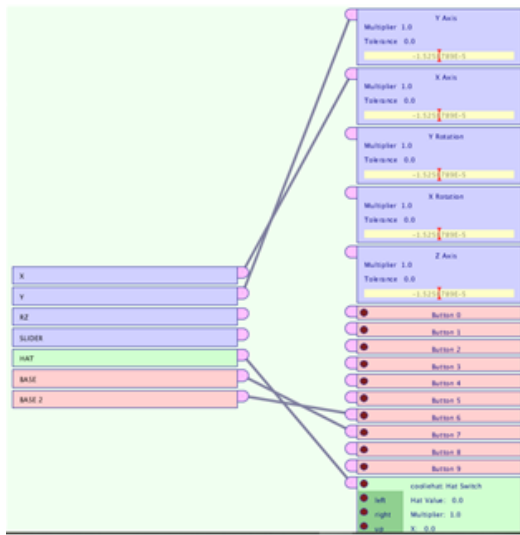 X
Y
RZ
SLIDER
HAT
BASE
BASE 2
Y Axis
Multiplier 1.0
Tolerance 0.0
X Axis
Multiplier 1.0
Tolerance 0.0
Y Rotation
Multiplier 1.0
Tolerance 0.0
X Rotation
Multiplier 1.0
Tolerance 0.0
Z Axis
Multiplier 1.0
Tolerance 0.0
Button 0
Button 1
Button 2
Button 3
Button 4
Button 5
Button 6
Button 7
Button 8
Button 9
cooliehat Hat Switch
left Hat Value: 0.0
right Multiplier: 1.0
up X: 0.0